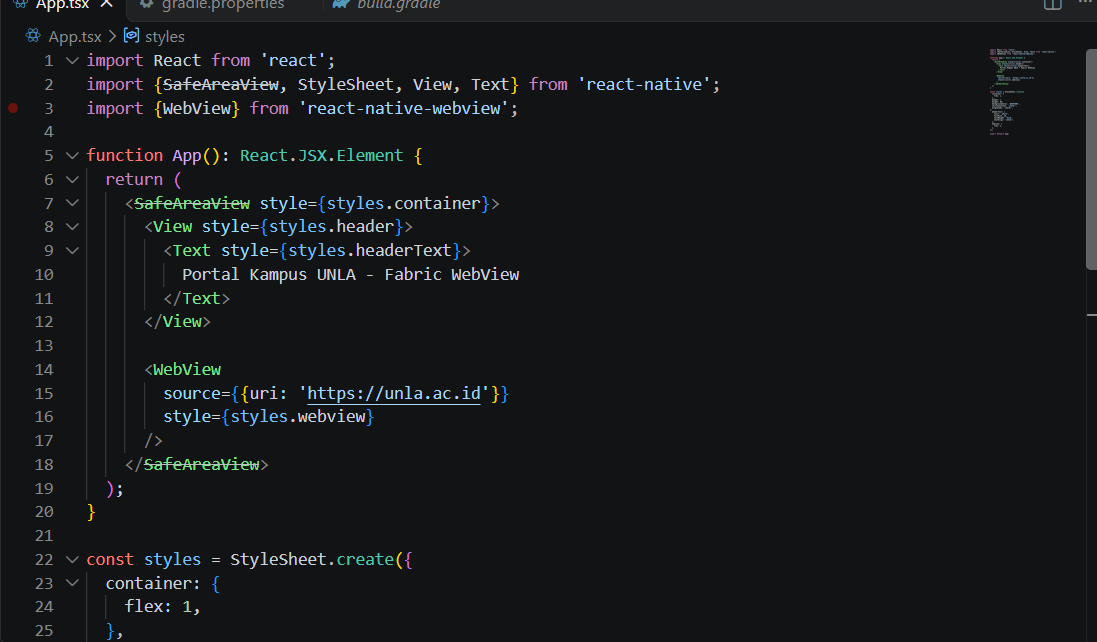 App.tsx gradle.properties build.gradle
App.tsx > styles
1 import React from 'react';
2 import {SafeAreaView, StyleSheet, View, Text} from 'react-native';
3 import {WebView} from 'react-native-webview';
4
5 function App(): React.JSX.Element {
6 return (
7 <SafeAreaView style={styles.container}>
8 <View style={styles.header}>
9 <Text style={styles.headerText}>
10 Portal Kampus UNLA - Fabric WebView
11 </Text>
12 </View>
13
14 <WebView
15 source={{uri: 'https://unla.ac.id'}}
16 style={styles.webview}
17 />
18 </SafeAreaView>
19 );
20 }
21
22 const styles = StyleSheet.create({
23 container: {
24 flex: 1,
25 },